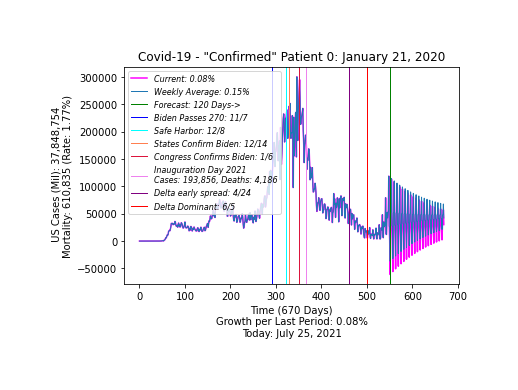 Covid-19 - "Confirmed" Patient 0: January 21, 2020
US Cases (Mil): 37,848,754
Mortality: 610,835 (Rate: 1.77%)
300000
250000
200000
150000
100000
50000
0
−50000
Current: 0.08%
Weekly Average: 0.15%
Forecast: 120 Days->
Biden Passes 270: 11/7
Safe Harbor: 12/8
States Confirm Biden: 12/14
Congress Confirms Biden: 1/6
Inauguration Day 2021
Cases: 193,856, Deaths: 4,186
Delta early spread: 4/24
Delta Dominant: 6/5
0 100 200 300 400 500 600 700
Time (670 Days)
Growth per Last Period: 0.08%
Today: July 25, 2021